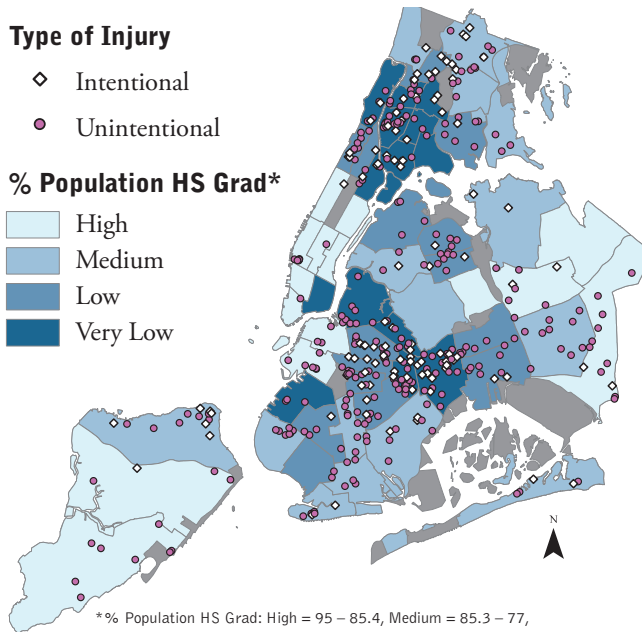 Type of Injury
Intentional
Unintentional
% Population HS Grad*
High
Medium
Low
Very Low
N
*% Population HS Grad: High = 95 – 85.4, Medium = 85.3 – 77,